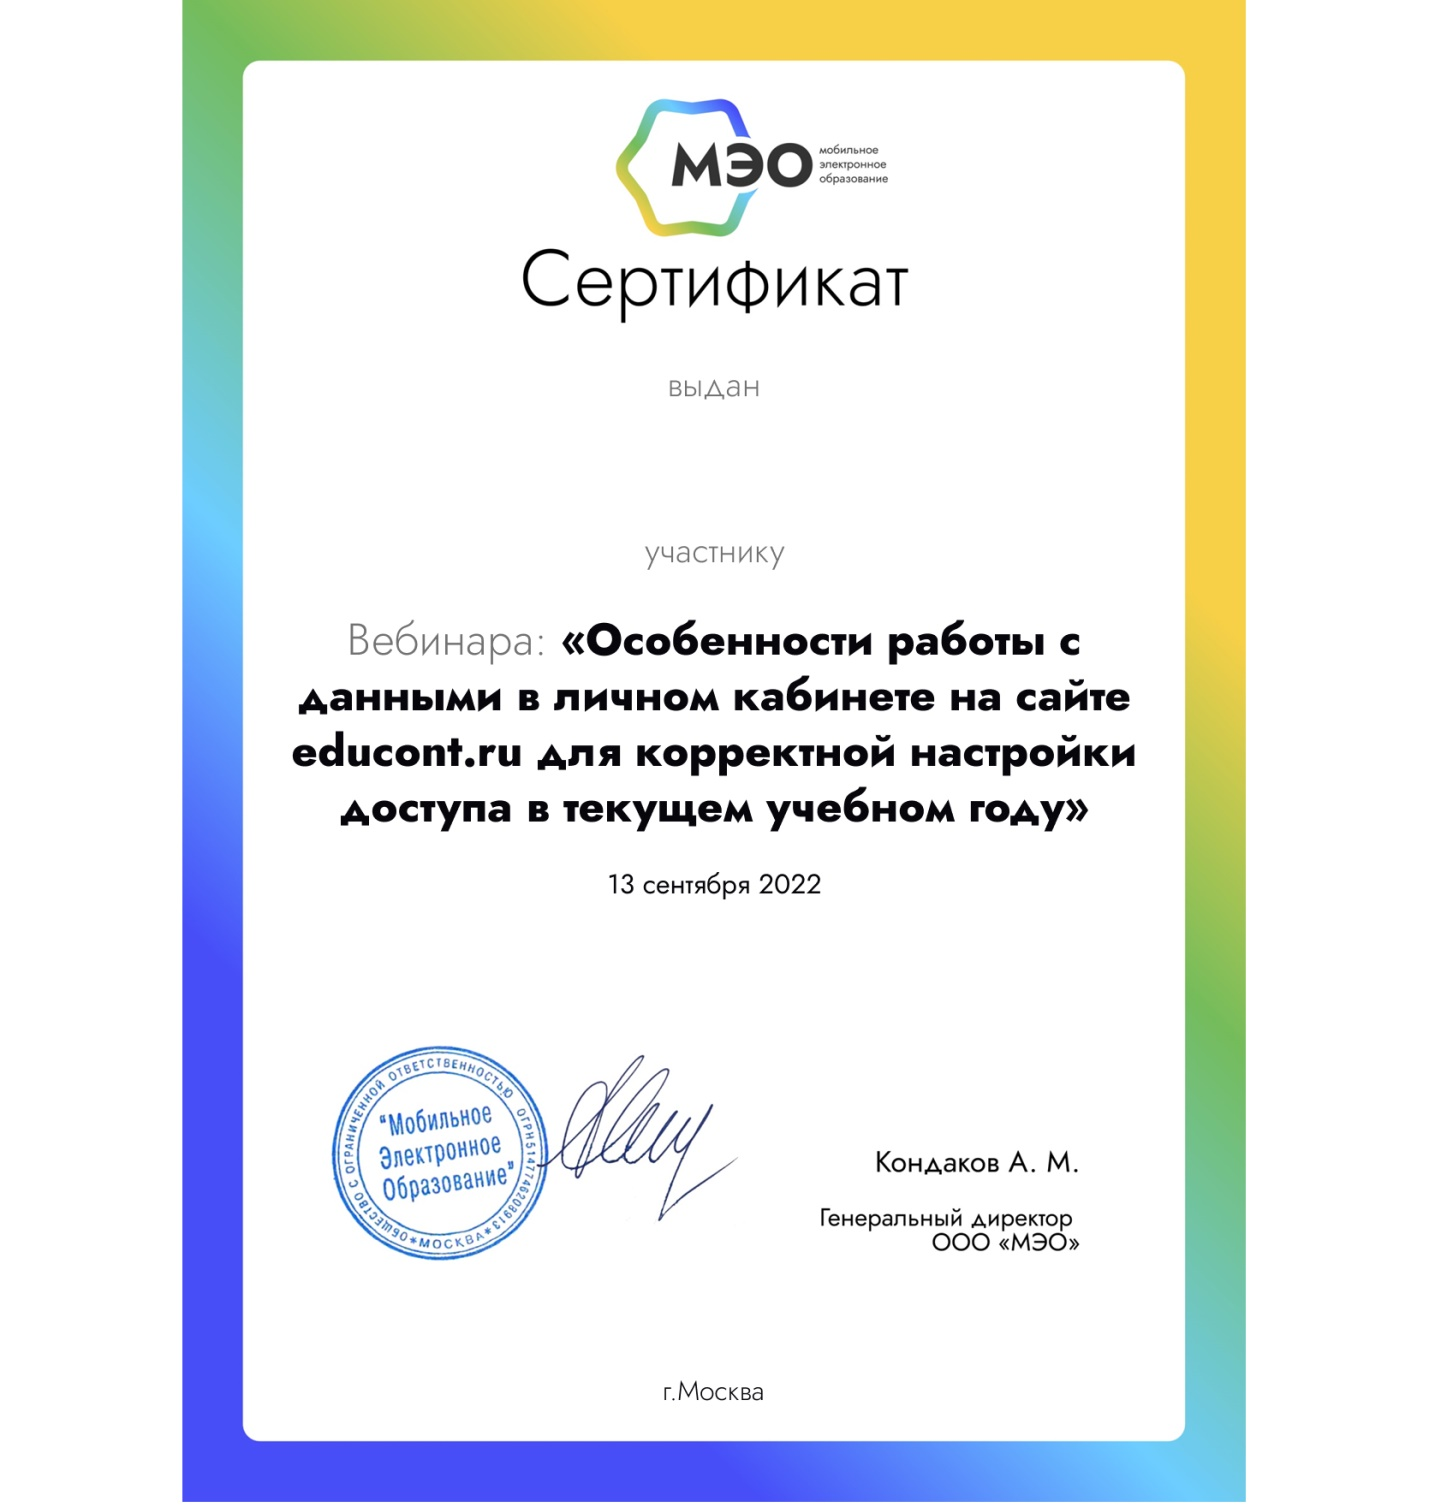 МЭО
мобильное
электронное
образование
Сертификат
выдан
участнику
Вебинара: «Особенности работы с
данными в личном кабинете на сайте
educont.ru для корректной настройки
доступа в текущем учебном году»
13 сентября 2022
ОБЩЕСТВО С ОГРАНИЧЕННОЙ ОТВЕТСТВЕННОСТЬЮ ОГРН5147746208913
*МОСКВА*
"Мобильное
Электронное
Образование"
Кондаков А. М.
Генеральный директор
ООО «МЭО»
г.Москва